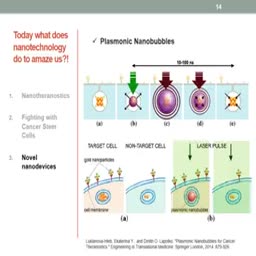 14
Today what does
nanotechnology
do to amaze us?!
✓ Plasmonic Nanobubbles
10-100 ns
(a) (b) (c) (d) (e)
1. Nanotheranostics
2. Fighting with
Cancer Stem
Cells
3. Novel
nanodevices
TARGET CELL NON-TARGET CELL LASER PULSE
gold nanoparticles
cell membrane
plasmonic nanobubbles
(a) (b)
Lukianova-Hleb, Ekaterina Y., and Dmitri O. Lapotko. "Plasmonic Nanobubbles for Cancer
Theranostics." Engineering in Translational Medicine. Springer London, 2014. 879-926.